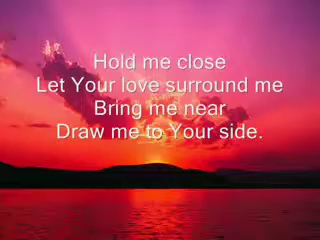 Hold me close
Let Your love surround me
Bring me near
Draw me to Your side.